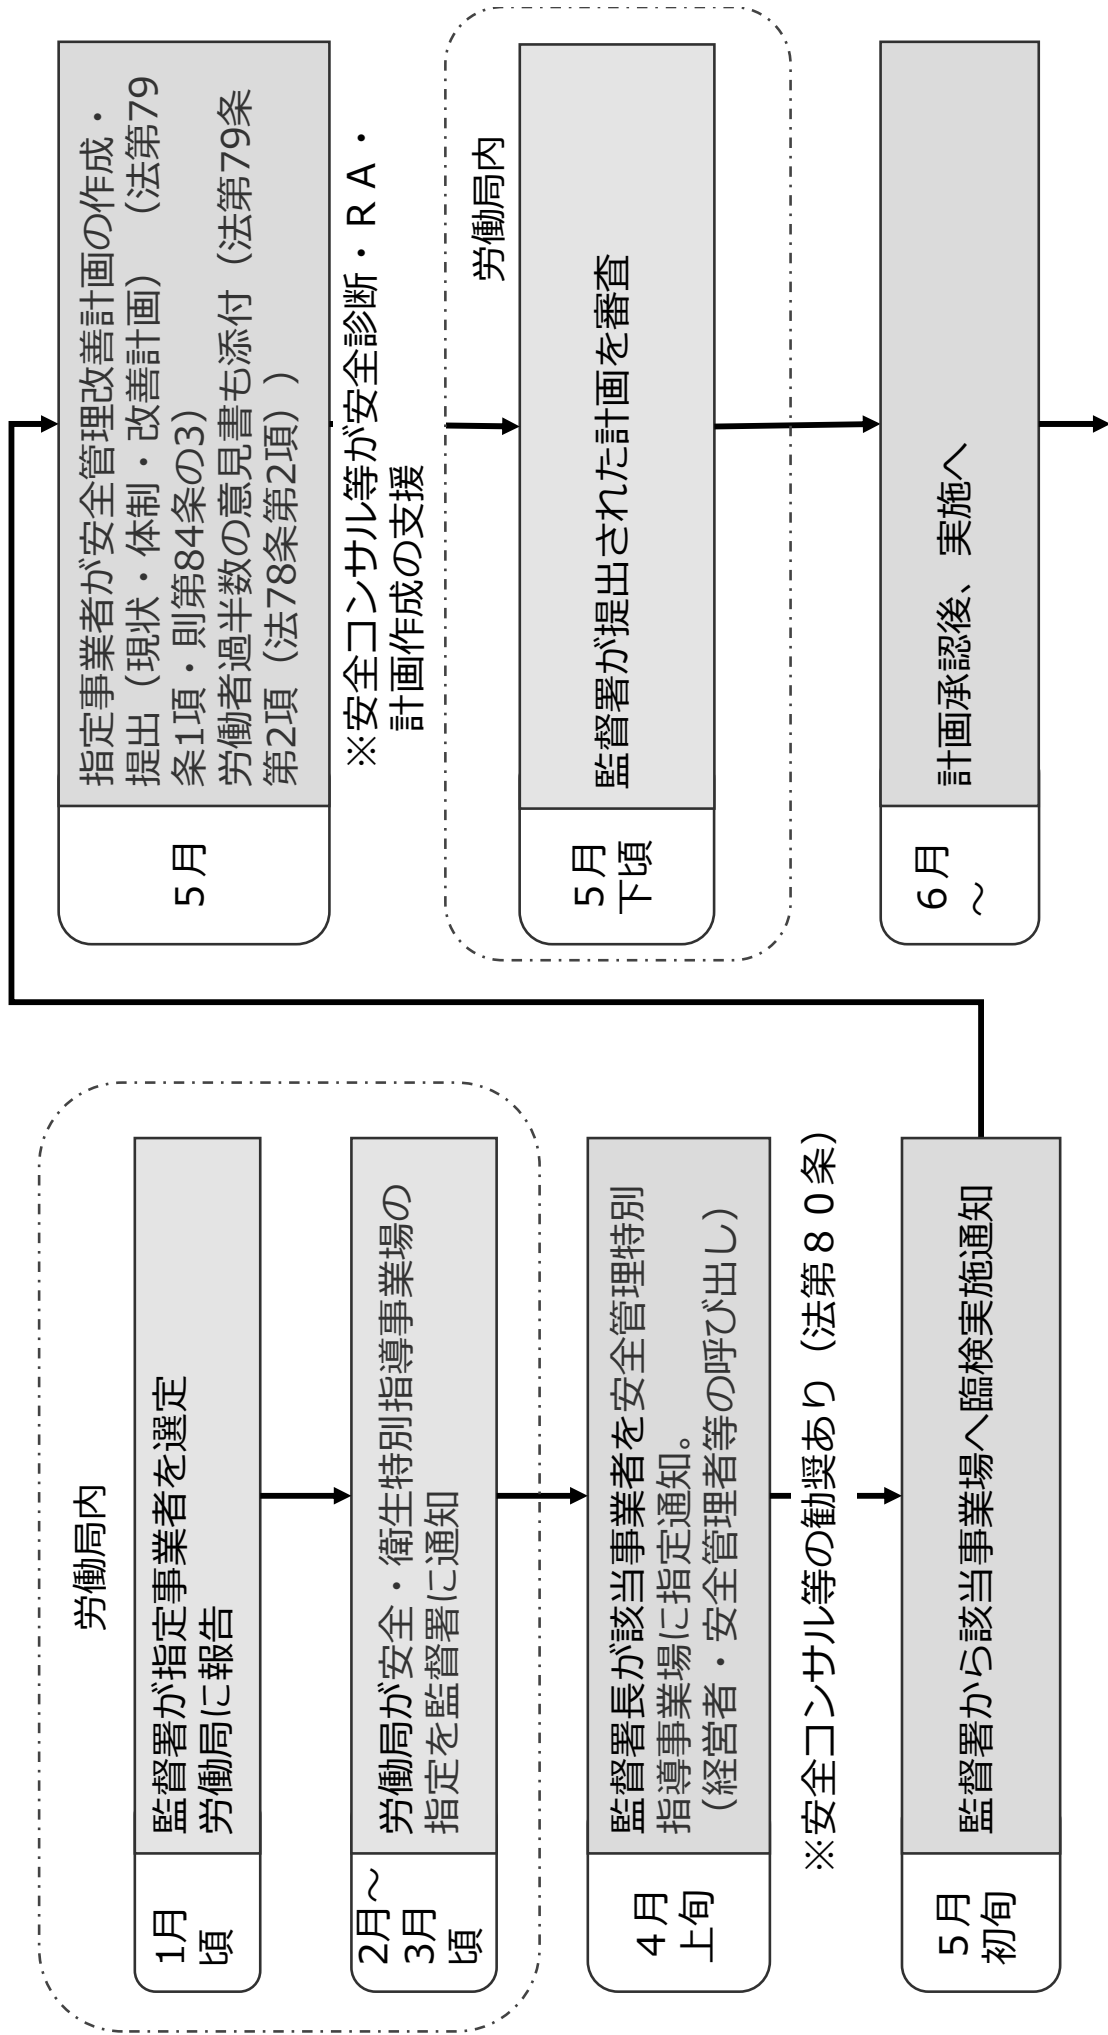 労働局内
1月
頃
監督署が指定事業者を選定
労働局に報告
2月～
3月
頃
労働局が安全・衛生特別指導事業場の
指定を監督署に通知
４月
上旬
監督署長が該当事業者を安全管理特別
指導事業場に指定通知。
（経営者・安全管理者等の呼び出し）
※安全コンサル等の勧奨あり（法第８０条）
５月
初旬
監督署から該当事業場へ臨検実施通知
５月
指定事業者が安全管理改善計画の作成・
提出（現状・体制・改善計画）　（法第79
条1項・則第84条の3）
労働者過半数の意見書も添付（法第79条
第2項（法78条第2項））
※安全コンサル等が安全診断・ＲＡ・
計画作成の支援
労働局内
５月
下頃
監督署が提出された計画を審査
６月
～
計画承認後、実施へ